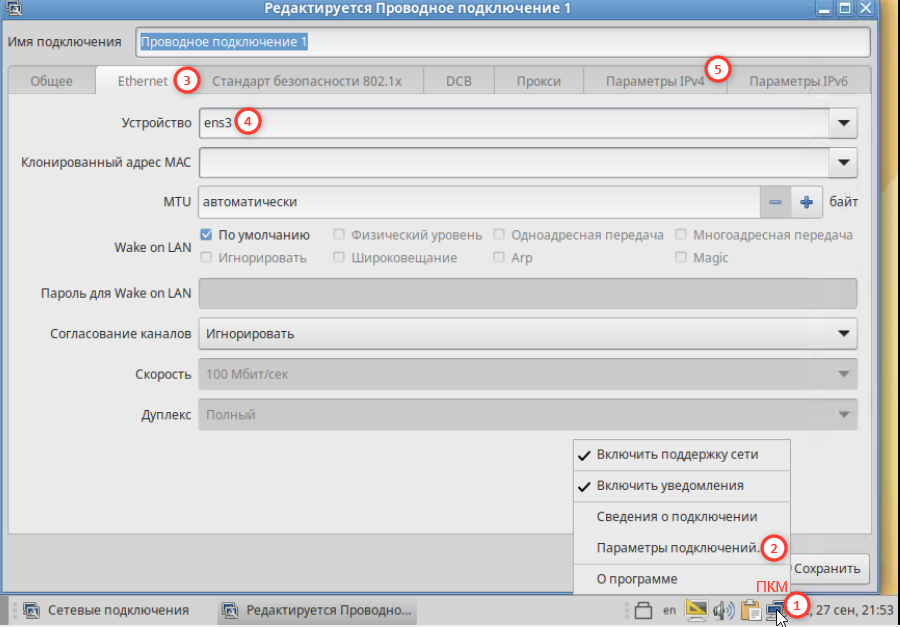 Редактируется Проводное подключение 1
Имя подключения Проводное подключение 1
Общее Ethernet 3 Стандарт безопасности 802.1x DCB Прокси Параметры IPv4 5 Параметры IPv6
Устройство ens3 4
Клонированный адрес MAC
MTU автоматически байт
Wake on LAN
По умолчанию Физический уровень Одноадресная передача Многоадресная передача
Игнорировать Широковещание Arp Magic
Пароль для Wake on LAN
Согласование каналов Игнорировать
Скорость 100 Мбит/сек
Дуплекс Полный
Включить поддержку сети
Включить уведомления
Сведения о подключении
Параметры подключений. 2
О программе
Сохранить
ПКМ 1
Сетевые подключения Редактируется Проводно... en , 27 сен, 21:53